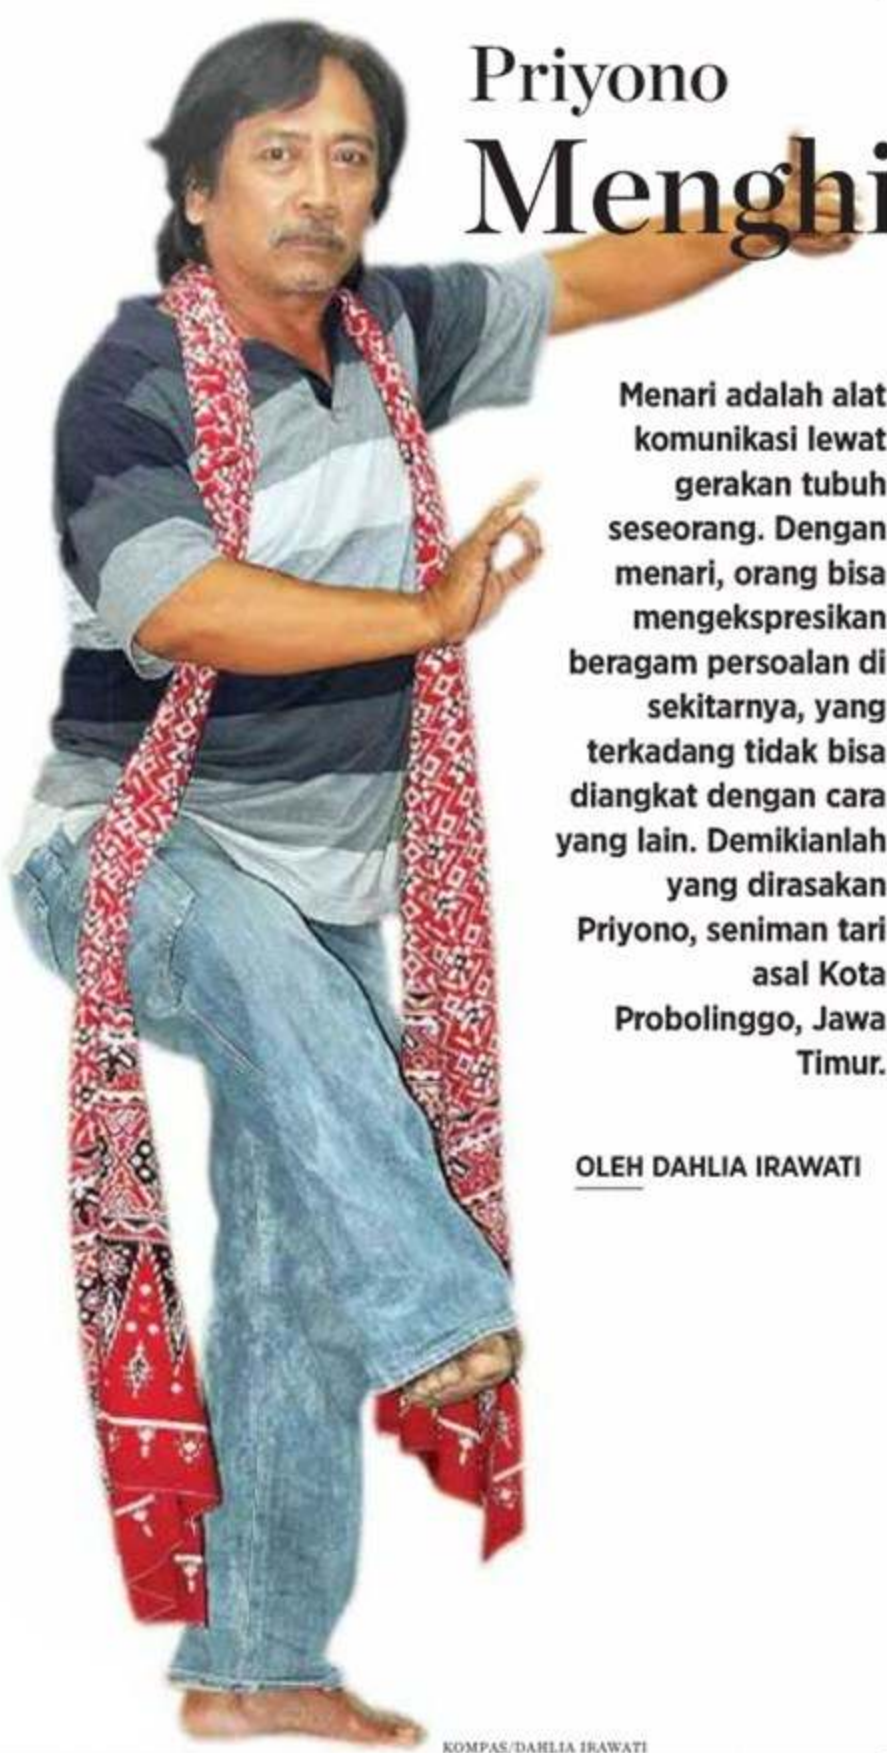 Priyono
Menghi
Menari adalah alat
komunikasi lewat
gerakan tubuh
seseorang. Dengan
menari, orang bisa
mengekspresikan
beragam persoalan di
sekitarnya, yang
terkadang tidak bisa
diangkat dengan cara
yang lain. Demikianlah
yang dirasakan
Priyono, seniman tari
asal Kota
Probolinggo, Jawa
Timur.
OLEH DAHLIA IRAWATI
KOMPAS/DAHLIA IRAWATI